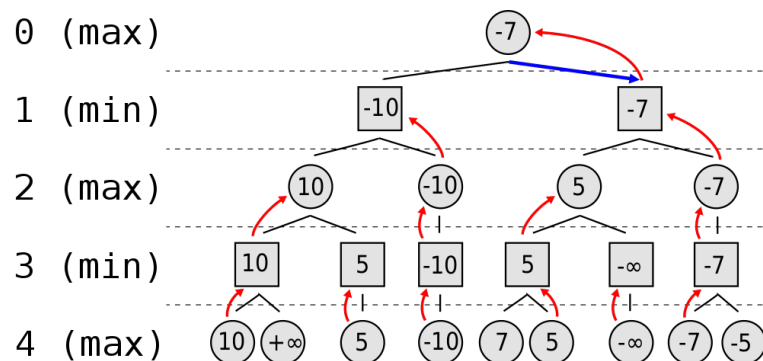 0 (max) -7
1 (min) -10 -7
2 (max) 10 -10 5 -7
3 (min) 10 5 -10 5 -∞ -7
4 (max) 10 +∞ 5 -10 7 5 -∞ -7 -5